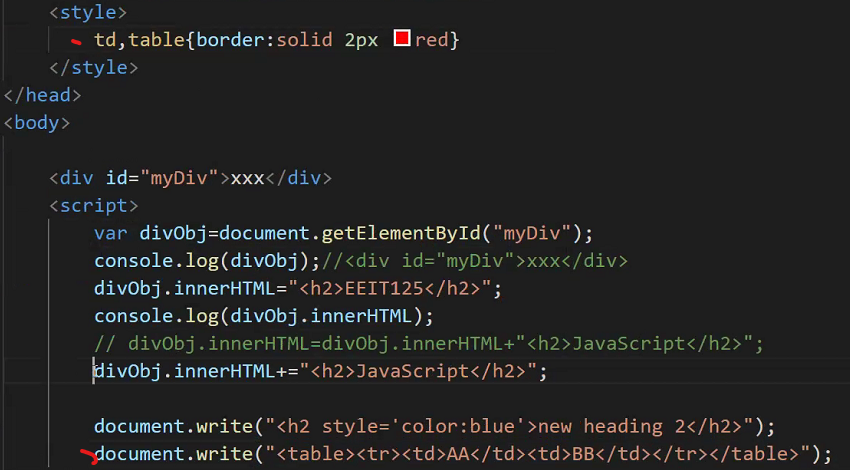 <style>
td,table{border:solid 2px red}
</style>
</head>
<body>
<div id="myDiv">xxx</div>
<script>
var divObj=document.getElementById("myDiv");
console.log(divObj);//<div id="myDiv">xxx</div>
divObj.innerHTML="<h2>EEIT125</h2>";
console.log(divObj.innerHTML);
// divObj.innerHTML=divObj.innerHTML+"<h2>JavaScript</h2>";
divObj.innerHTML+="<h2>JavaScript</h2>";
document.write("<h2 style='color:blue'>new heading 2</h2>");
document.write("<table><tr><td>AA</td><td>BB</td></tr></table>");